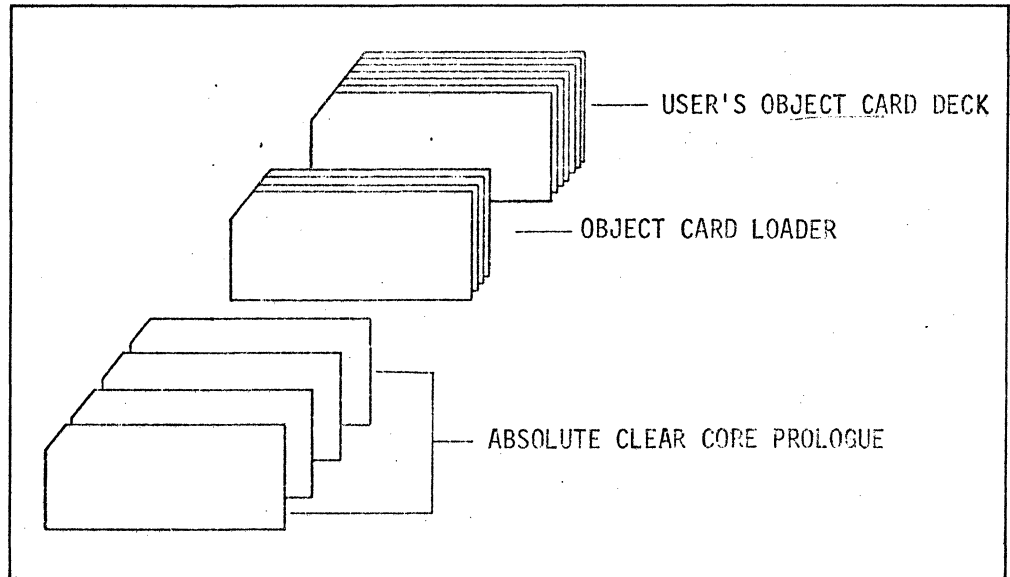 USER'S OBJECT CARD DECK
OBJECT CARD LOADER
ABSOLUTE CLEAR CORE PROLOGUE